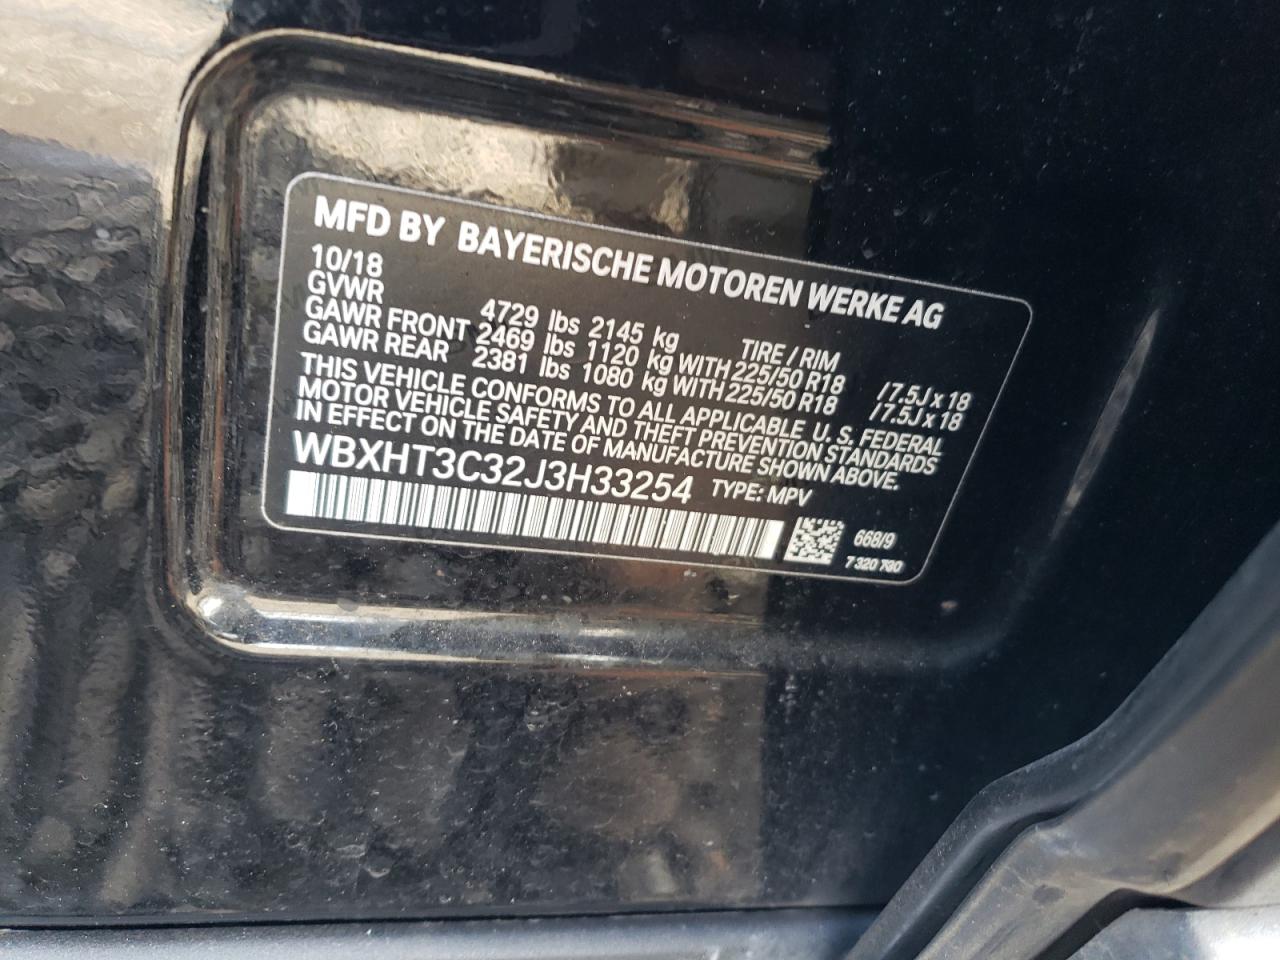 MFD BY BAYERISCHE MOTOREN WERKE AG
10/18
GVWR 4729 lbs 2145 kg TIRE / RIM
GAWR FRONT 2469 lbs 1120 kg WITH 225/50 R18 /7.5J x 18
GAWR REAR 2381 lbs 1080 kg WITH 225/50 R18 /7.5J x 18
THIS VEHICLE CONFORMS TO ALL APPLICABLE U.S. FEDERAL
MOTOR VEHICLE SAFETY AND THEFT PREVENTION STANDARDS
IN EFFECT ON THE DATE OF MANUFACTURE SHOWN ABOVE.
WBXHT3C32J3H33254 TYPE: MPV
668/9
7 320 730